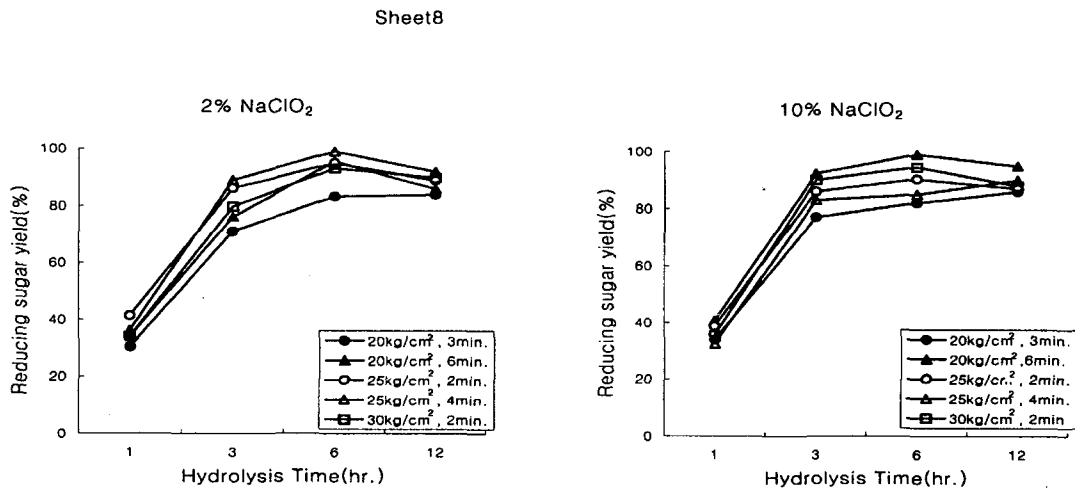 Sheet8
2% NaClO₂
Reducing sugar yield(%)
100
80
60
40
20
0
1
3
6
12
Hydrolysis Time(hr.)
20kg/cm², 3min.
20kg/cm², 6min.
25kg/cm², 2min.
25kg/cm², 4min.
30kg/cm², 2min.
10% NaClO₂
Reducing sugar yield(%)
100
80
60
40
20
0
1
3
6
12
Hydrolysis Time(hr.)
20kg/cm², 3min.
20kg/cm²,6min.
25kg/cm², 2min.
25kg/cm², 4min.
30kg/cm², 2min